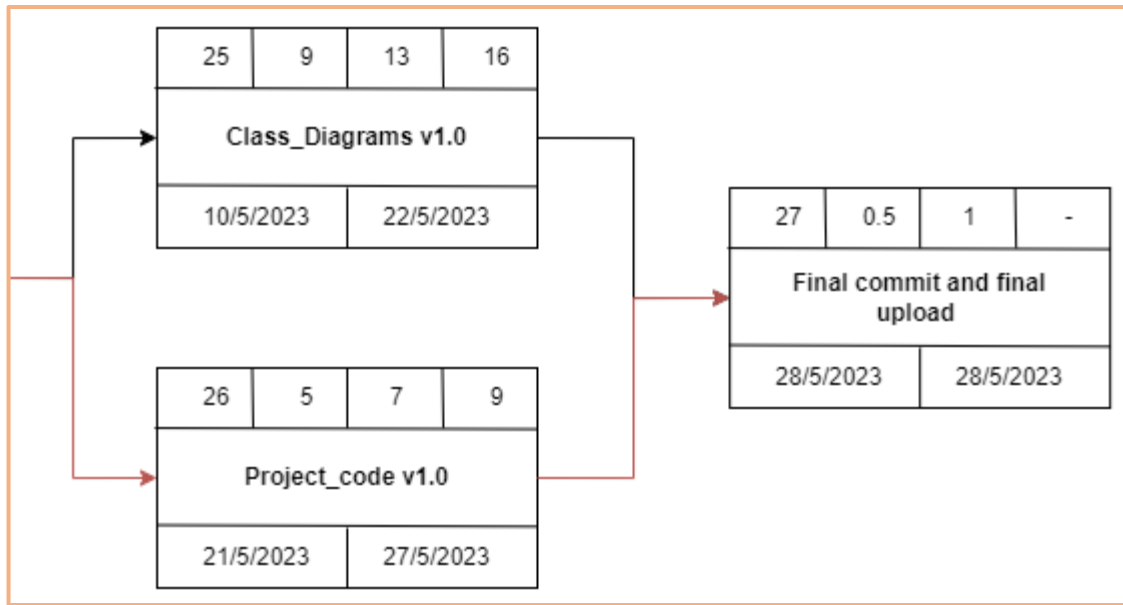 25 9 13 16
Class_Diagrams v1.0
10/5/2023 22/5/2023
27 0.5 1 -
Final commit and final
upload
28/5/2023 28/5/2023
26 5 7 9
Project_code v1.0
21/5/2023 27/5/2023